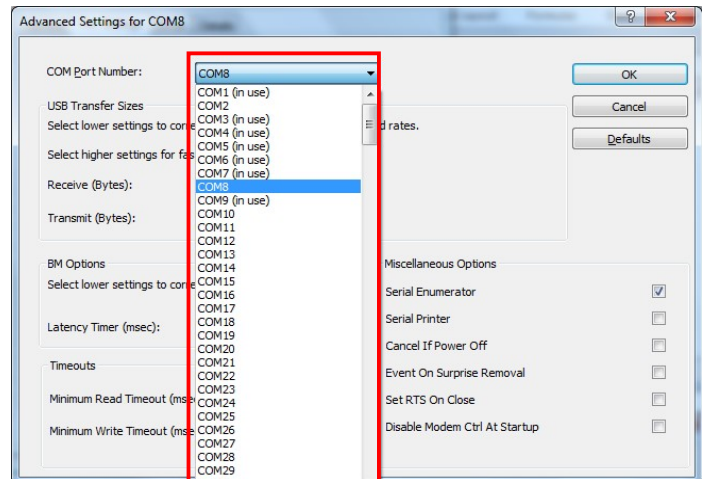 Advanced Settings for COM8
COM Port Number:
COM8
OK
Cancel
Defaults
COM1 (in use)
COM2
COM3 (in use)
COM4 (in use)
COM5 (in use)
COM6 (in use)
COM7 (in use)
COM8
COM9 (in use)
COM10
COM11
COM12
COM13
COM14
COM15
COM16
COM17
COM18
COM19
COM20
COM21
COM22
COM23
COM24
COM25
COM26
COM27
COM28
COM29
USB Transfer Sizes
Select lower settings to corre
d rates.
Select higher settings for fas
Receive (Bytes):
Transmit (Bytes):
BM Options
Select lower settings to corre
Latency Timer (msec):
Timeouts
Minimum Read Timeout (mse
Minimum Write Timeout (mse
Miscellaneous Options
Serial Enumerator
Serial Printer
Cancel If Power Off
Event On Surprise Removal
Set RTS On Close
Disable Modem Ctrl At Startup